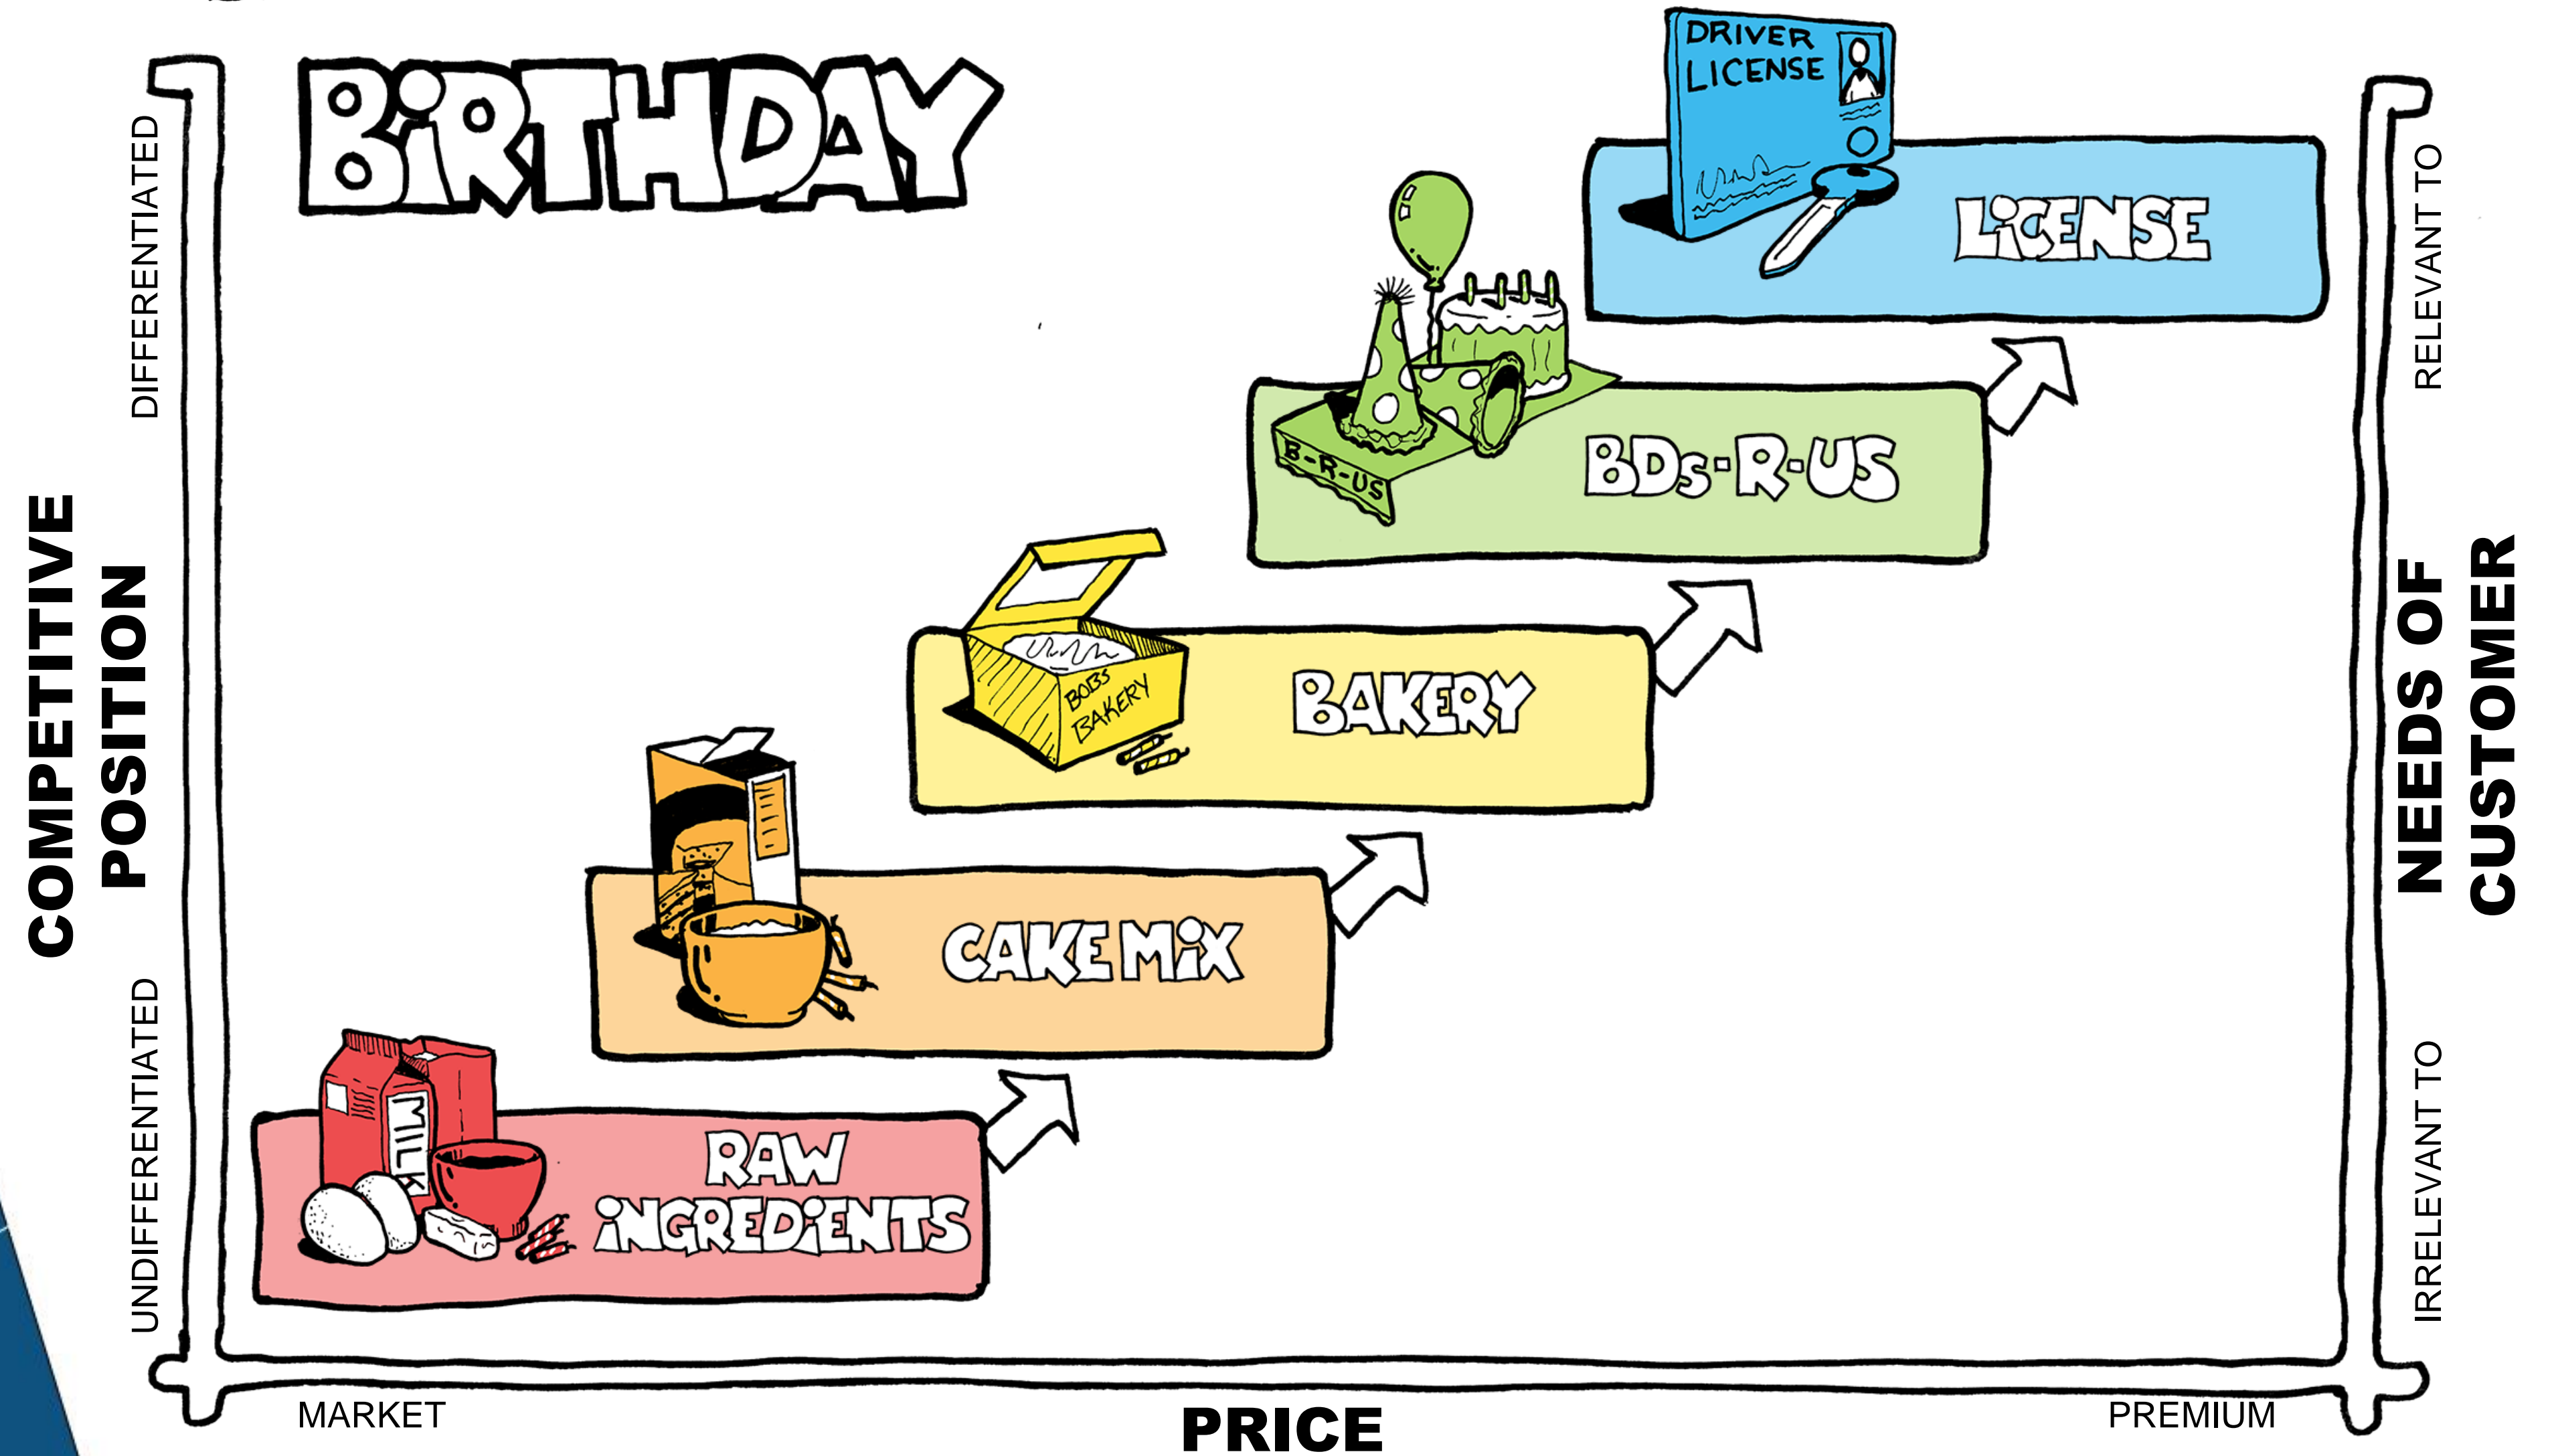 BiRTHDAY
DRIVER
LICENSE
LiCENSE
B-R-US
BDs-R-US
BOBS
BAKERY
BAKERY
CAKE MiX
MILK
RAW
iNGREDiENTS
COMPETITIVE
POSITION
DIFFERENTIATED
UNDIFFERENTIATED
NEEDS OF
CUSTOMER
RELEVANT TO
IRRELEVANT TO
MARKET
PRICE
PREMIUM